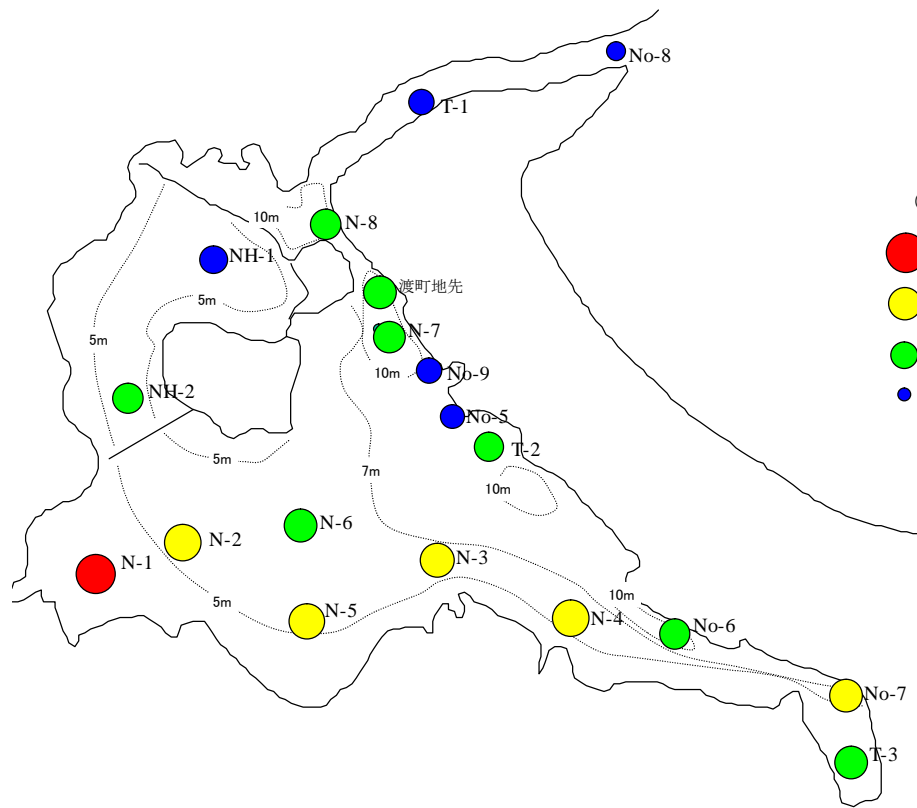 No-8
T-1
(
10m
N-8
NH-1
渡町地先
5m
N-7
5m
10m
No-9
NH-2
No-5
T-2
5m
7m
10m
N-6
N-2
N-3
N-1
10m
5m
N-5
N-4
No-6
No-7
T-3